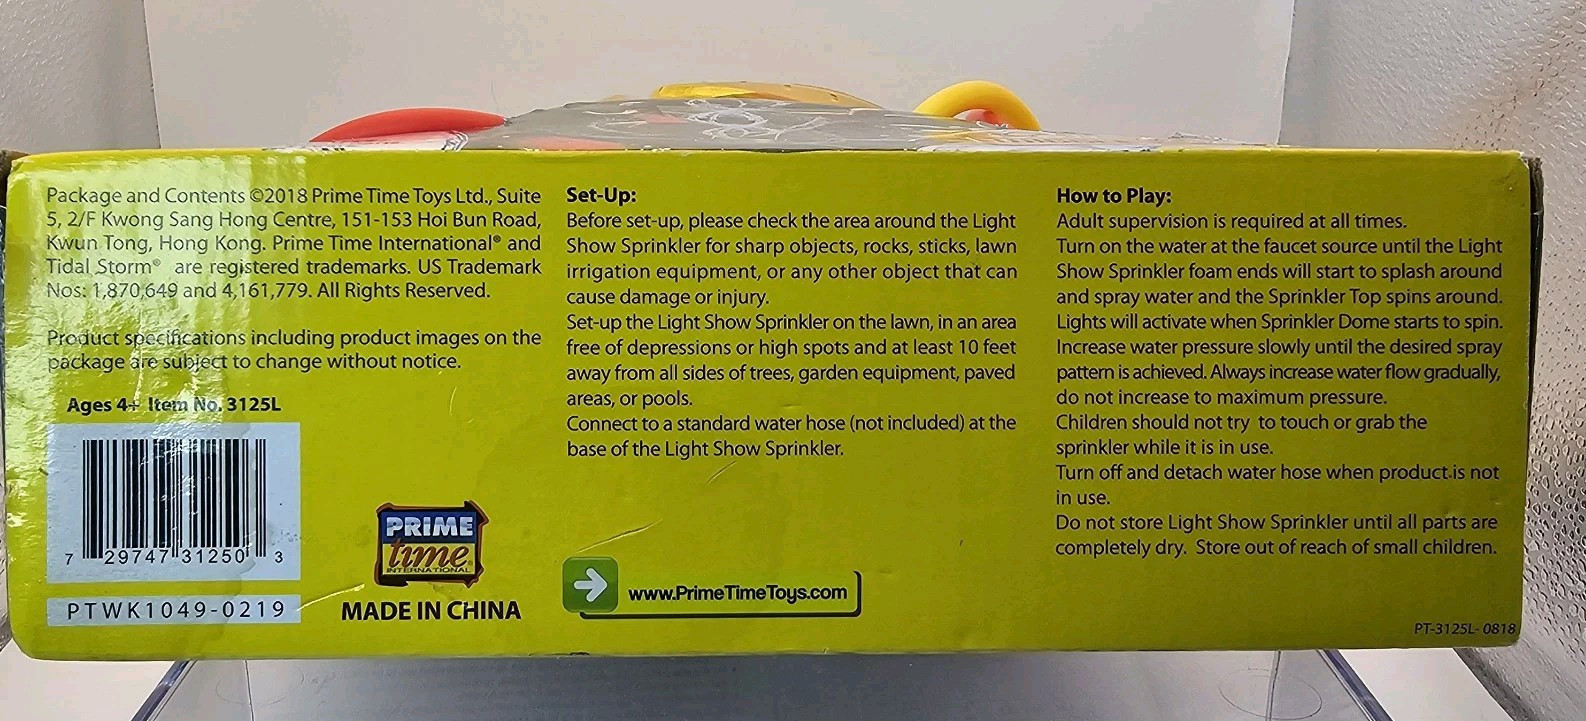 Package and Contents ©2018 Prime Time Toys Ltd., Suite
5, 2/F Kwong Sang Hong Centre, 151-153 Hoi Bun Road,
Kwun Tong, Hong Kong. Prime Time International® and
Tidal Storm® are registered trademarks. US Trademark
Nos: 1,870,649 and 4,161,779. All Rights Reserved.
Product specifications including product images on the
package are subject to change without notice.
Ages 4+ Item No. 3125L
7 29747 31250 3
PTWK1049-0219
PRIME
time
INTERNATIONAL
MADE IN CHINA
Set-Up:
Before set-up, please check the area around the Light
Show Sprinkler for sharp objects, rocks, sticks, lawn
irrigation equipment, or any other object that can
cause damage or injury.
Set-up the Light Show Sprinkler on the lawn, in an area
free of depressions or high spots and at least 10 feet
away from all sides of trees, garden equipment, paved
areas, or pools.
Connect to a standard water hose (not included) at the
base of the Light Show Sprinkler.
www.PrimeTimeToys.com
How to Play:
Adult supervision is required at all times.
Turn on the water at the faucet source until the Light
Show Sprinkler foam ends will start to splash around
and spray water and the Sprinkler Top spins around.
Lights will activate when Sprinkler Dome starts to spin.
Increase water pressure slowly until the desired spray
pattern is achieved. Always increase water flow gradually,
do not increase to maximum pressure.
Children should not try to touch or grab the
sprinkler while it is in use.
Turn off and detach water hose when product is not
in use.
Do not store Light Show Sprinkler until all parts are
completely dry. Store out of reach of small children.
PT-3125L- 0818